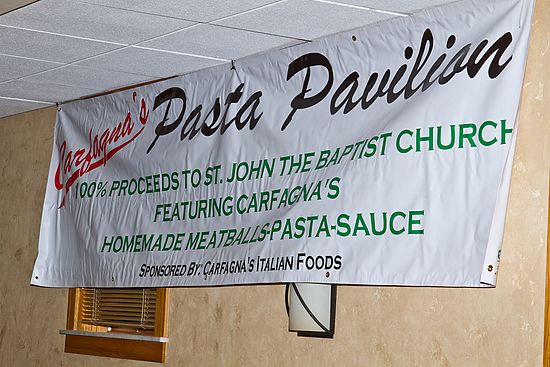 Carfagna's Pasta Pavilion
100% PROCEEDS TO ST. JOHN THE BAPTIST CHURCH
FEATURING CARFAGNA'S
HOMEMADE MEATBALLS-PASTA-SAUCE
SPONSORED BY: CARFAGNA'S ITALIAN FOODS